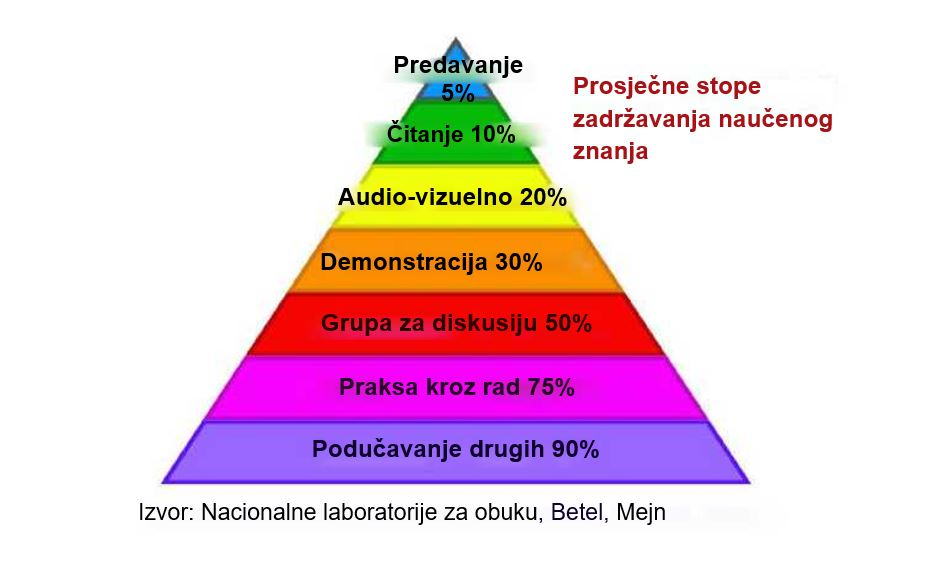 Predavanje
5%
Prosječne stope
zadržavanja naučenog
znanja
Čitanje 10%
Audio-vizuelno 20%
Demonstracija 30%
Grupa za diskusiju 50%
Praksa kroz rad 75%
Podučavanje drugih 90%
Izvor: Nacionalne laboratorije za obuku, Betel, Mejn